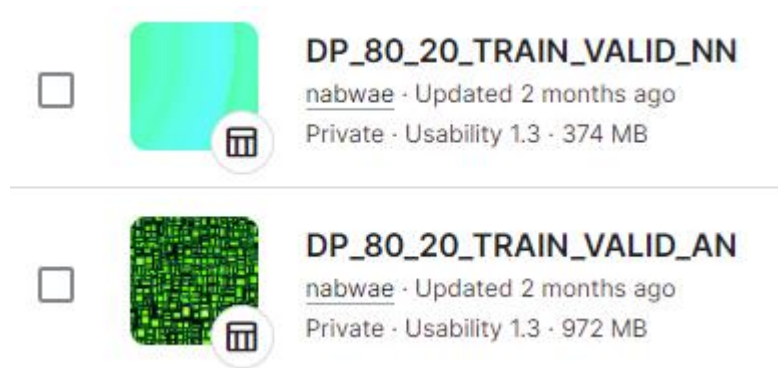 DP_80_20_TRAIN_VALID_NN
nabwae · Updated 2 months ago
Private · Usability 1.3 · 374 MB
DP_80_20_TRAIN_VALID_AN
nabwae · Updated 2 months ago
Private · Usability 1.3 · 972 MB